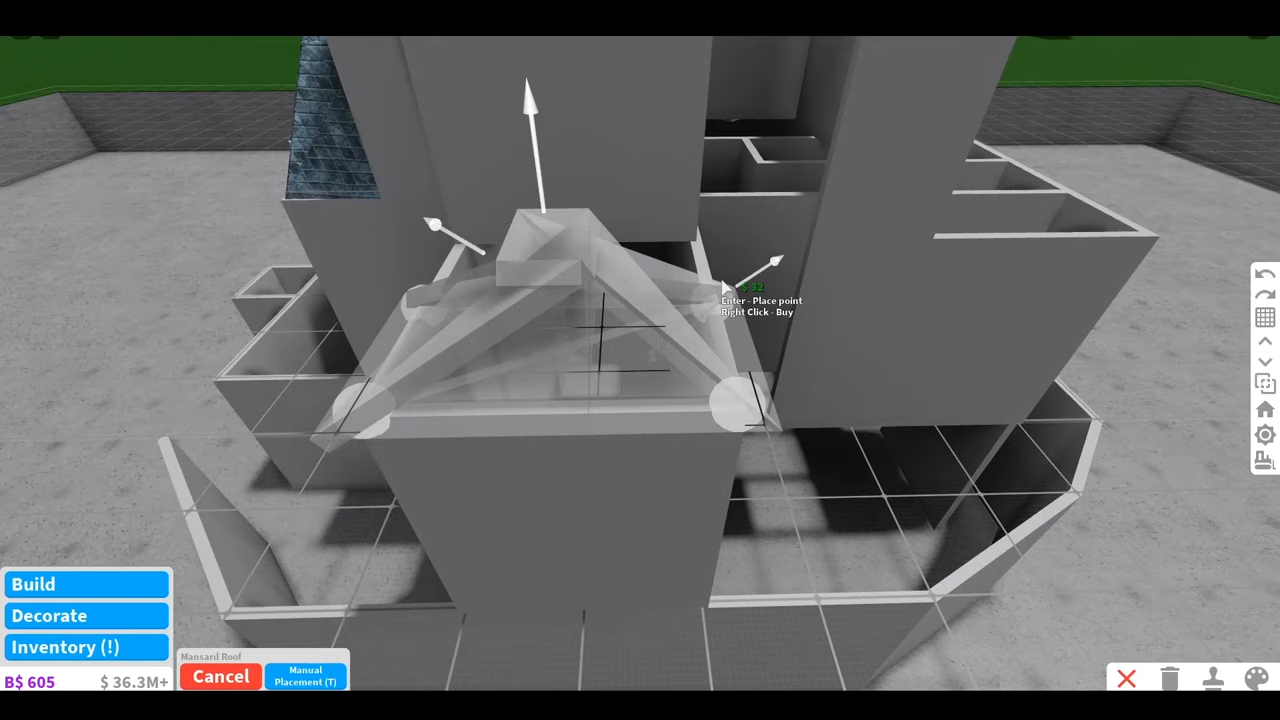 $ 32
Enter - Place point
Right Click - Buy
Build
Decorate
Inventory (!)
B$ 605
$ 36.3M+
Mansard Roof
Cancel
Manual
Placement (T)